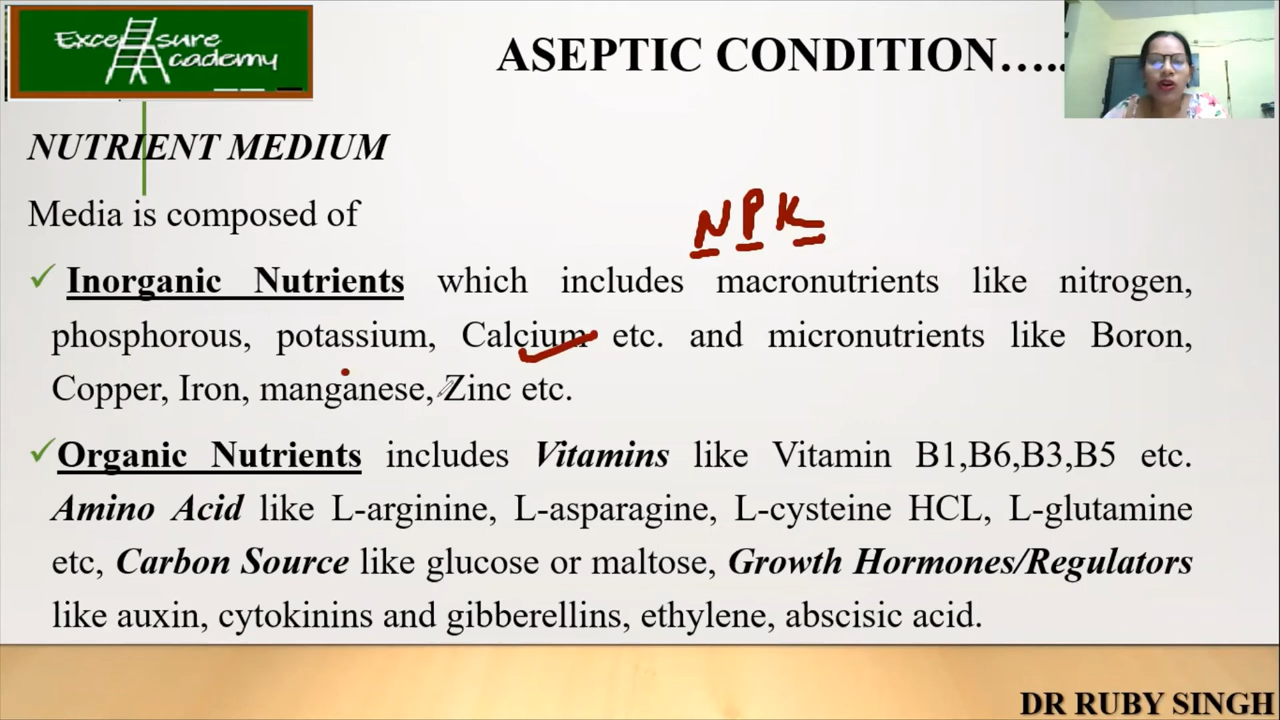 Excel sure
Academy
ASEPTIC CONDITION…..
NUTRIENT MEDIUM
Media is composed of
NPK
✓ Inorganic Nutrients which includes macronutrients like nitrogen,
phosphorous, potassium, Calcium etc. and micronutrients like Boron,
Copper, Iron, manganese, Zinc etc.
✓ Organic Nutrients includes Vitamins like Vitamin B1,B6,B3,B5 etc.
Amino Acid like L-arginine, L-asparagine, L-cysteine HCL, L-glutamine
etc, Carbon Source like glucose or maltose, Growth Hormones/Regulators
like auxin, cytokinins and gibberellins, ethylene, abscisic acid.
DR RUBY SINGH